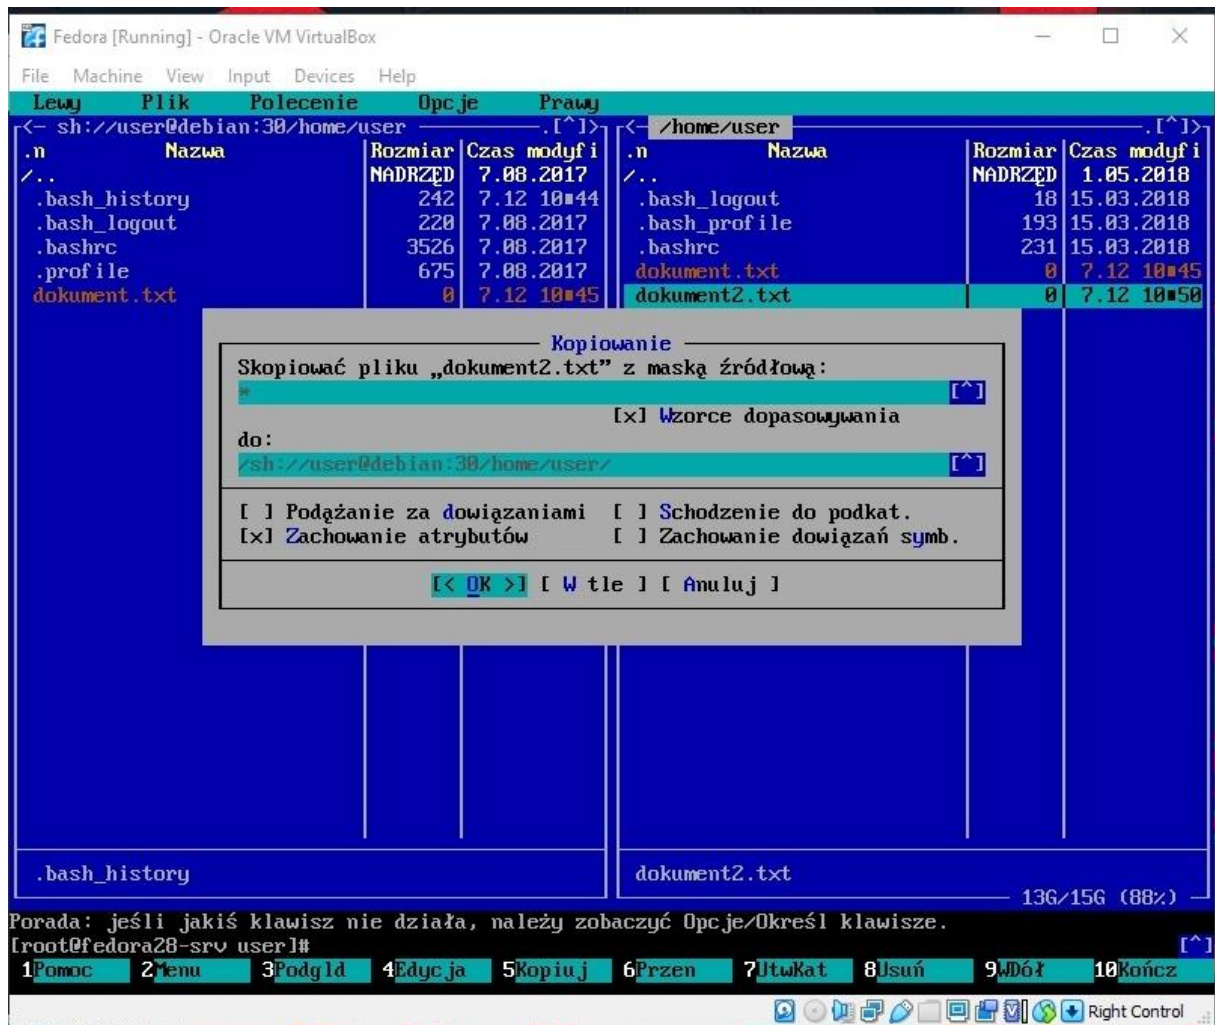 Fedora [Running] - Oracle VM VirtualBox
File Machine View Input Devices Help
Lewy Plik Polecenie Opcje Prawy
<- sh://user@debian:30/home/user .[^]> <- /home/user .[^]>
.n Nazwa Rozmiar Czas modyfi .n Nazwa Rozmiar Czas modyfi
/.. NADRZĘD 7.08.2017 /.. NADRZĘD 1.05.2018
.bash_history 242 7.12 10■44 .bash_logout 18 15.03.2018
.bash_logout 220 7.08.2017 .bash_profile 193 15.03.2018
.bashrc 3526 7.08.2017 .bashrc 231 15.03.2018
.profile 675 7.08.2017 dokument.txt 0 7.12 10■45
dokument.txt 0 7.12 10■45 dokument2.txt 0 7.12 10■50
Kopiowanie
Skopiować pliku „dokument2.txt” z maską źródłową:
* [^]
[x] Wzorce dopasowywania
do:
/sh://user@debian:30/home/user/ [^]
[ ] Podążanie za dowiązaniami [ ] Schodzenie do podkat.
[x] Zachowanie atrybutów [ ] Zachowanie dowiązań symb.
[< OK >] [ W tle ] [ Anuluj ]
.bash_history dokument2.txt
13G/15G (88%)
Porada: jeśli jakiś klawisz nie działa, należy zobaczyć Opcje/Określ klawisze.
[root@fedora28-srv user]# [^]
1Pomoc 2Menu 3Podgld 4Edycja 5Kopiuj 6Przen 7UtwKat 8Usuń 9WDół 10Kończ
Right Control